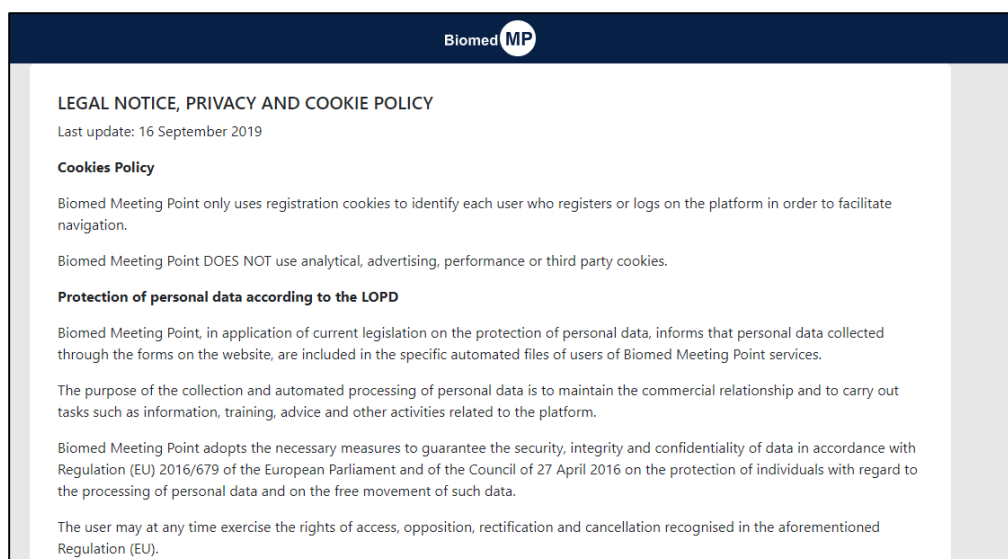 Biomed MP
LEGAL NOTICE, PRIVACY AND COOKIE POLICY
Last update: 16 September 2019
Cookies Policy
Biomed Meeting Point only uses registration cookies to identify each user who registers or logs on the platform in order to facilitate
navigation.
Biomed Meeting Point DOES NOT use analytical, advertising, performance or third party cookies.
Protection of personal data according to the LOPD
Biomed Meeting Point, in application of current legislation on the protection of personal data, informs that personal data collected
through the forms on the website, are included in the specific automated files of users of Biomed Meeting Point services.
The purpose of the collection and automated processing of personal data is to maintain the commercial relationship and to carry out
tasks such as information, training, advice and other activities related to the platform.
Biomed Meeting Point adopts the necessary measures to guarantee the security, integrity and confidentiality of data in accordance with
Regulation (EU) 2016/679 of the European Parliament and of the Council of 27 April 2016 on the protection of individuals with regard to
the processing of personal data and on the free movement of such data.
The user may at any time exercise the rights of access, opposition, rectification and cancellation recognised in the aforementioned
Regulation (EU).